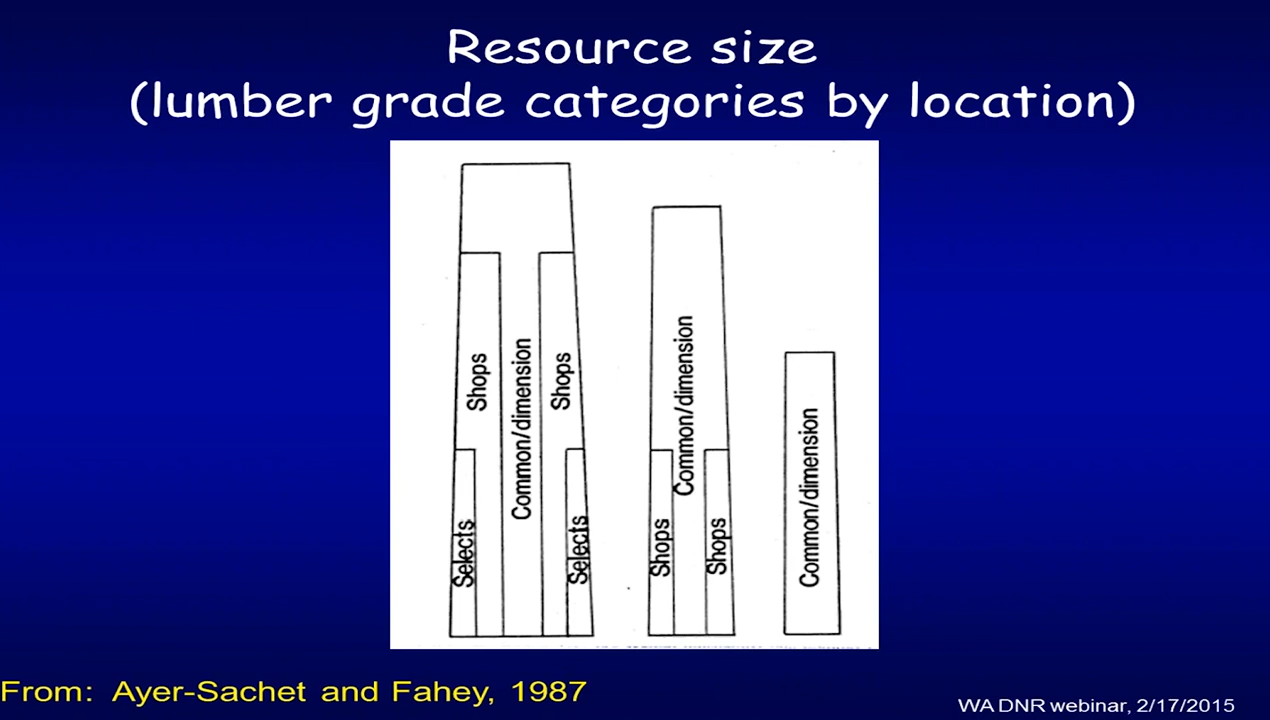 Resource size
(lumber grade categories by location)
Shops
Common/dimension
Shops
Selects
Selects
Common/dimension
Shops
Shops
Common/dimension
From: Ayer-Sachet and Fahey, 1987
WA DNR webinar, 2/17/2015